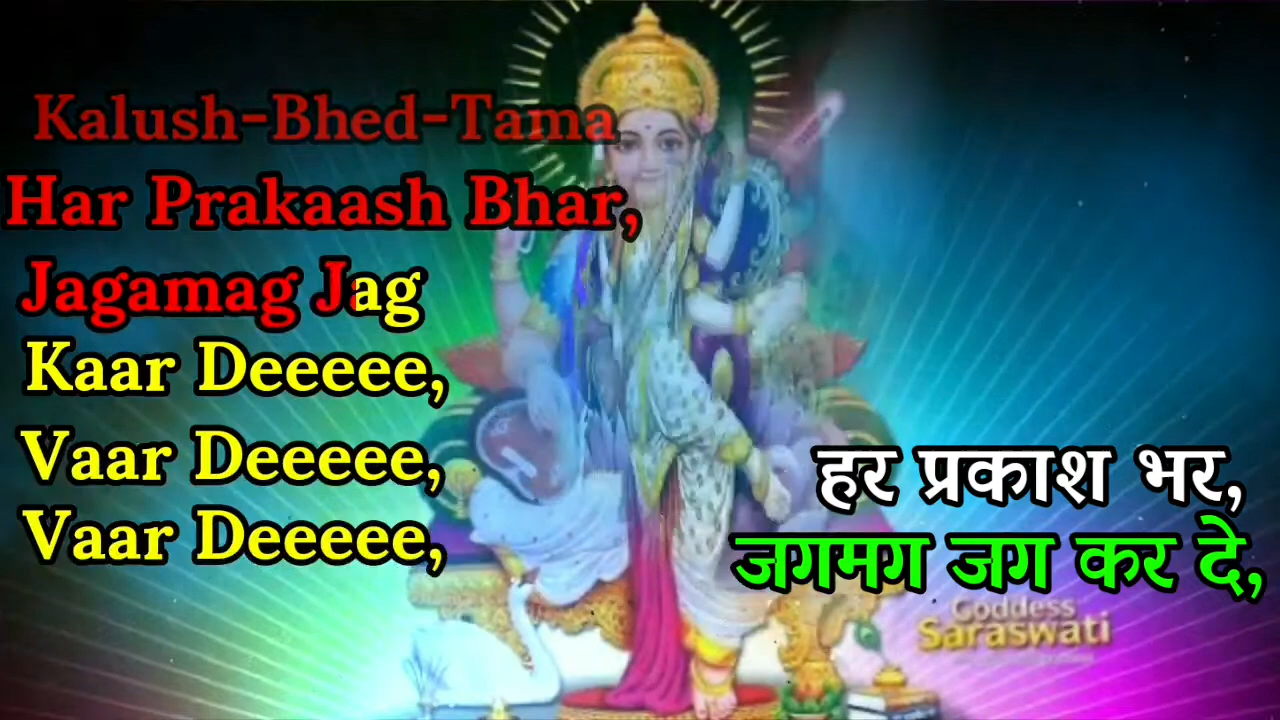 Kalush-Bhed-Tama
Har Prakaash Bhar,
Jagamag Jag
Kaar Deeeee,
Vaar Deeeee,
Vaar Deeeee,
हर प्रकाश भर,
जगमग जग कर दे,
Goddess
Saraswati